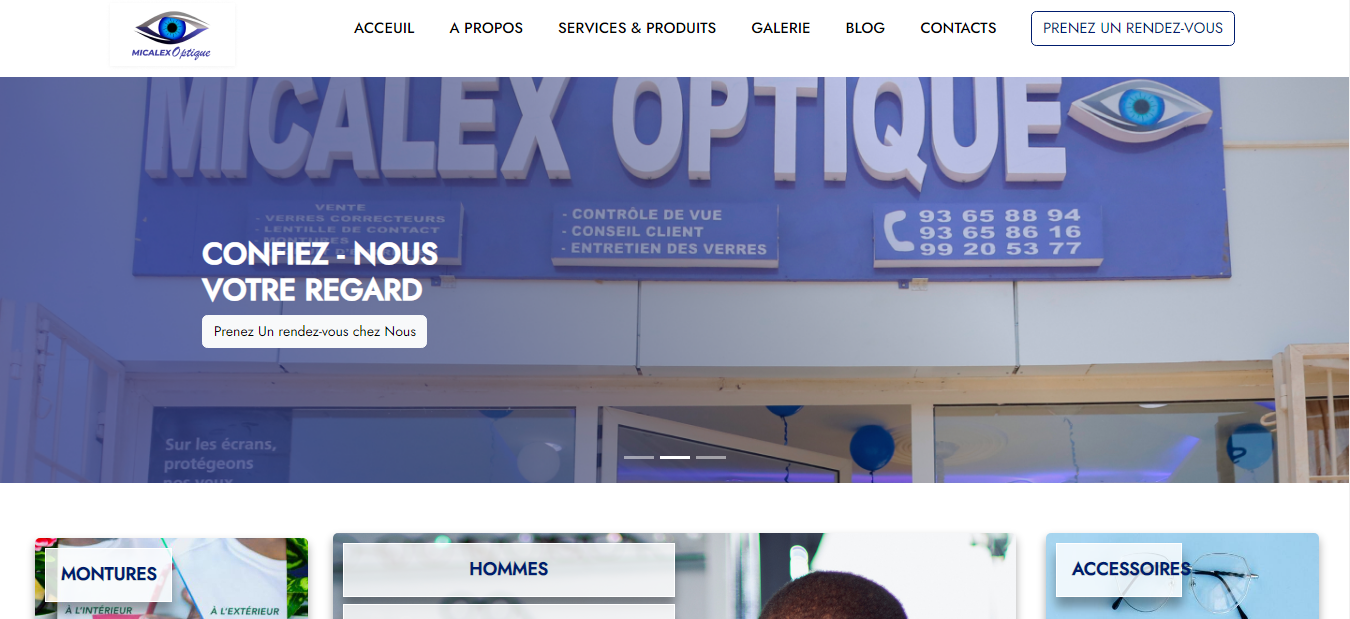 MICALEX Optique
ACCEUIL
A PROPOS
SERVICES & PRODUITS
GALERIE
BLOG
CONTACTS
PRENEZ UN RENDEZ-VOUS
MICALEX OPTIQUE
VENTE
- VERRES CORRECTEURS
- LENTILLE DE CONTACT
- MONTURES
- CONTRÔLE DE VUE
- CONSEIL CLIENT
- ENTRETIEN DES VERRES
93 65 88 94
93 65 86 16
99 20 53 77
CONFIEZ - NOUS
VOTRE REGARD
Prenez Un rendez-vous chez Nous
Sur les écrans,
protégeons
nos yeux
MONTURES
À L'INTÉRIEUR
À L'EXTÉRIEUR
HOMMES
ACCESSOIRES